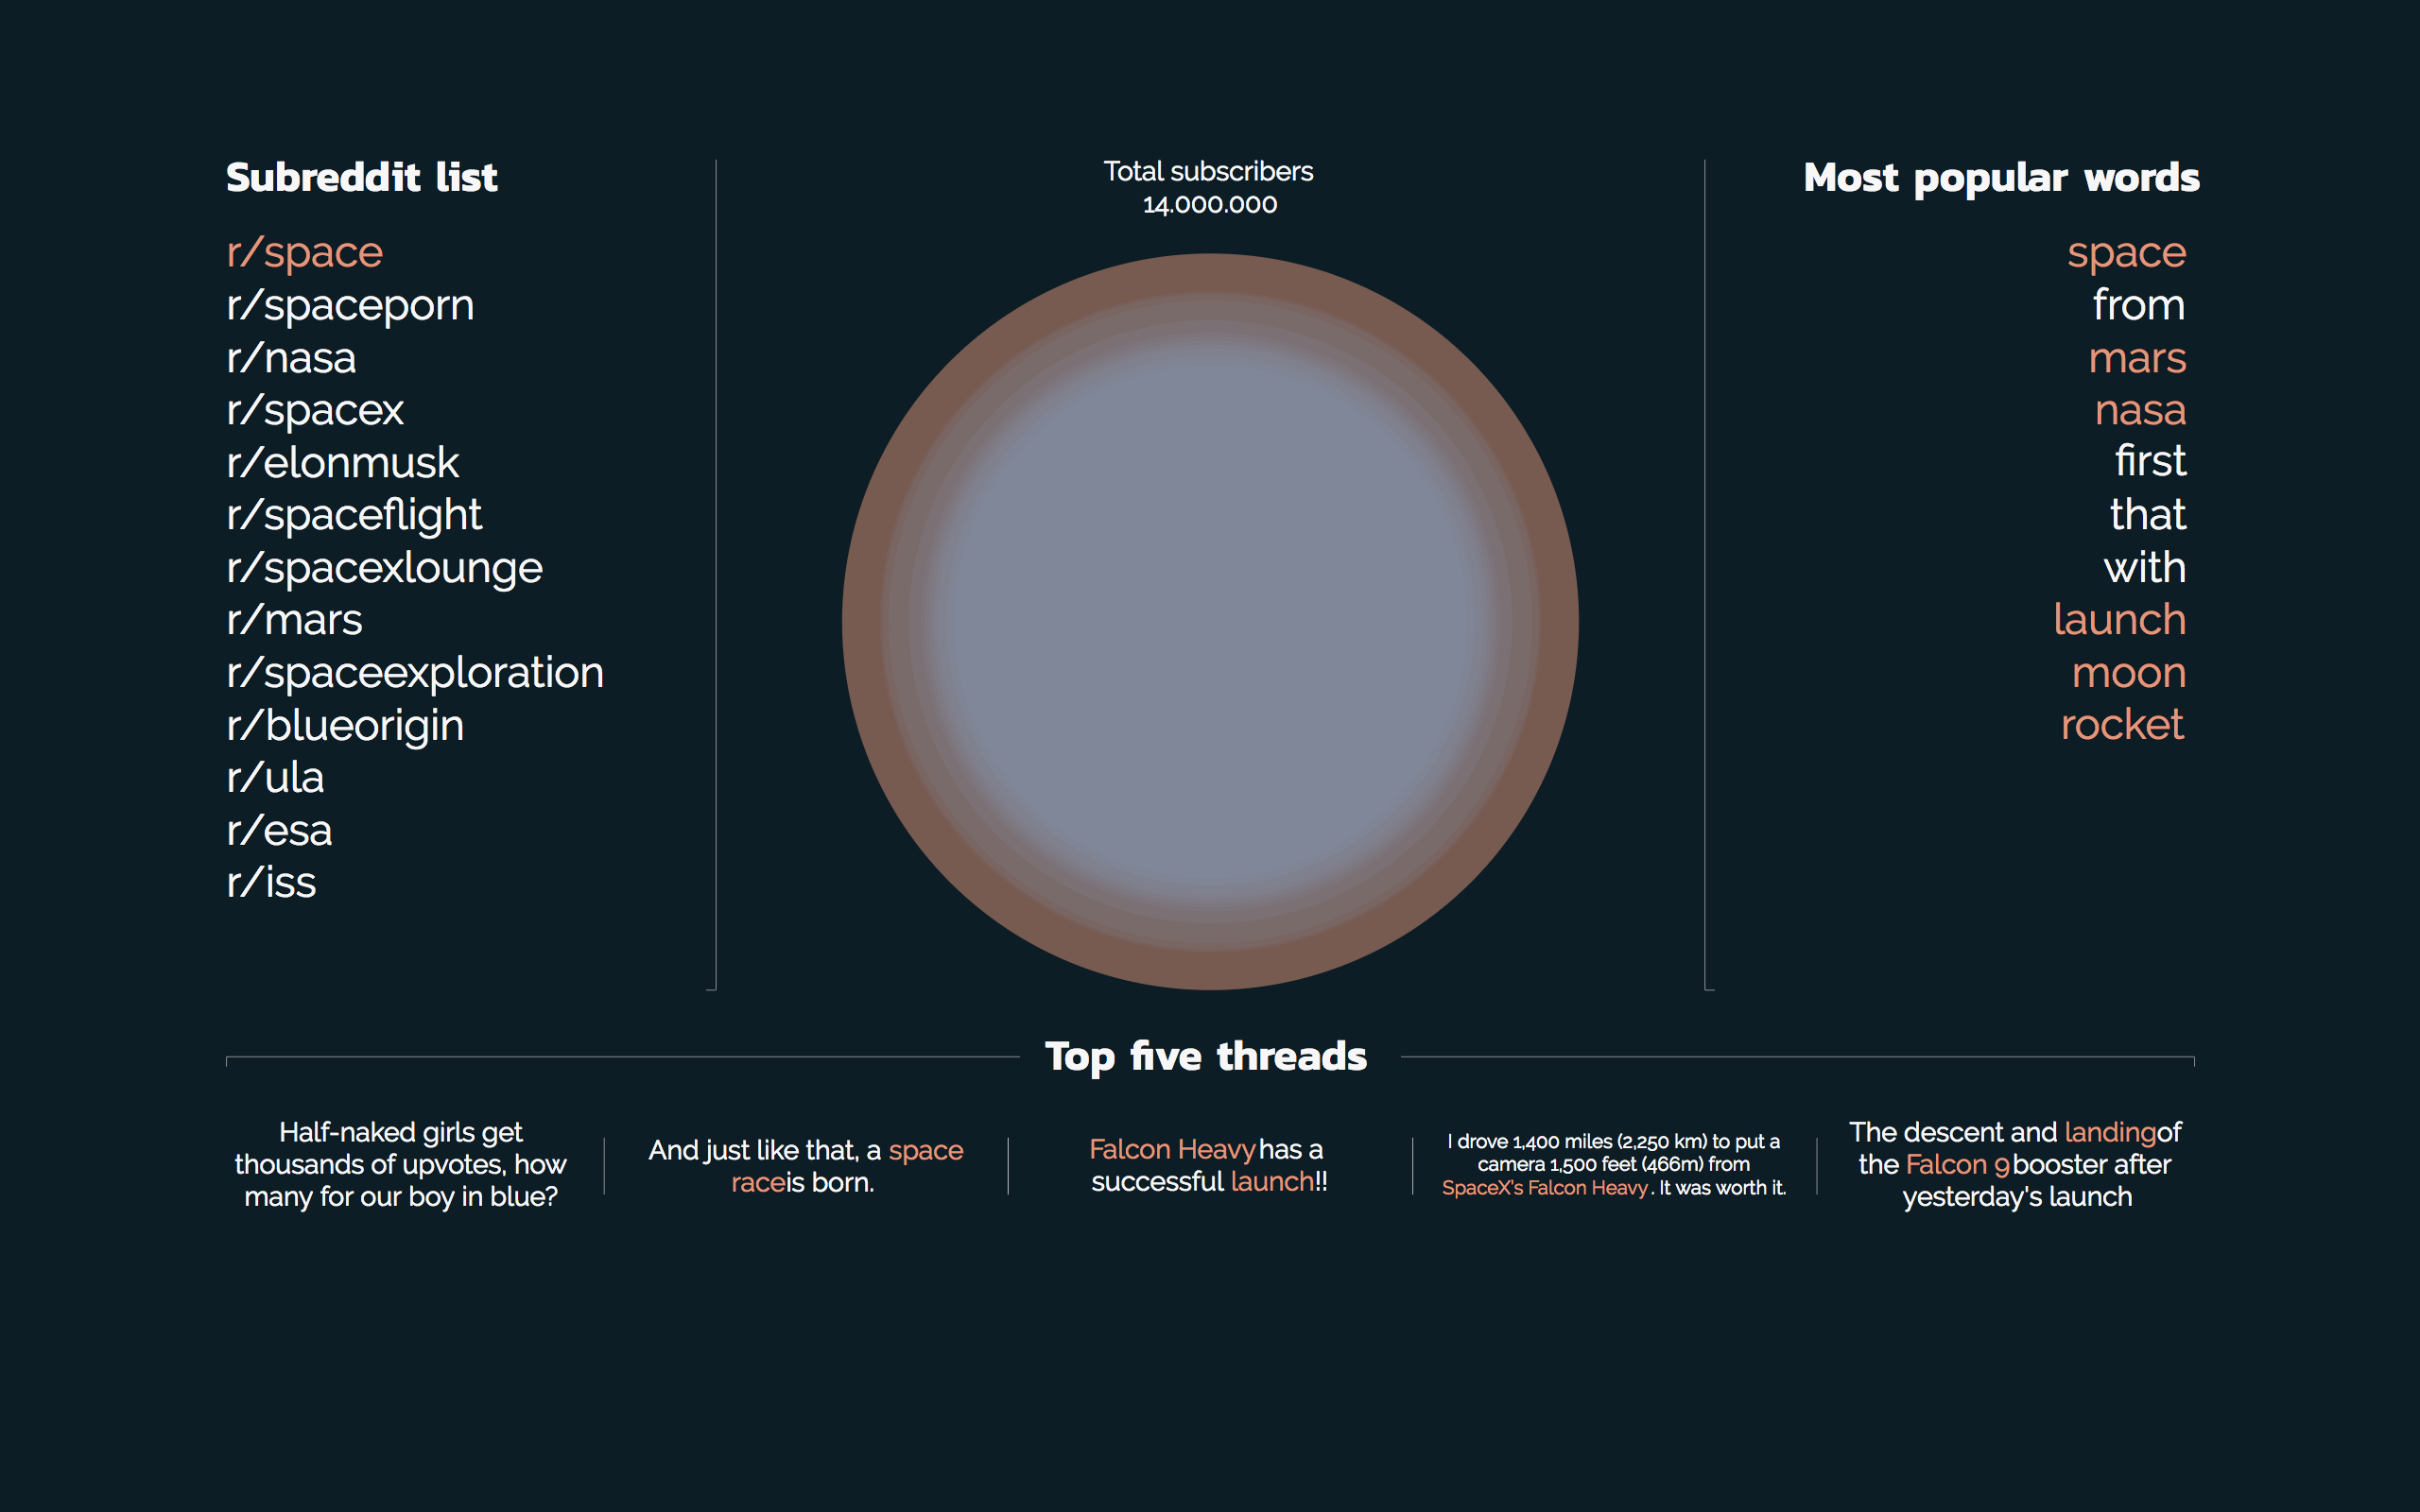 Subreddit list
r/space
r/spaceporn
r/nasa
r/spacex
r/elonmusk
r/spaceflight
r/spacexlounge
r/mars
r/spaceexploration
r/blueorigin
r/ula
r/esa
r/iss
Total subscribers
14.000.000
Most popular words
space
from
mars
nasa
first
that
with
launch
moon
rocket
Top five threads
Half-naked girls get
thousands of upvotes, how
many for our boy in blue?
And just like that, a space
raceis born.
Falcon Heavy has a
successful launch!!
I drove 1,400 miles (2,250 km) to put a
camera 1,500 feet (466m) from
SpaceX's Falcon Heavy. It was worth it.
The descent and landingof
the Falcon 9 booster after
yesterday's launch